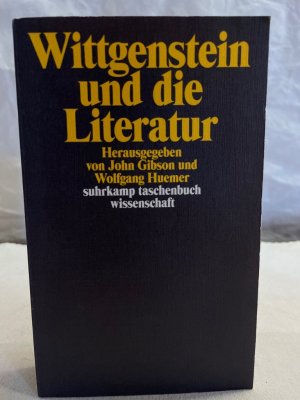 Wittgenstein
und die
Literatur
Herausgegeben
von John Gibson und
Wolfgang Huemer
suhrkamp taschenbuch
wissenschaft